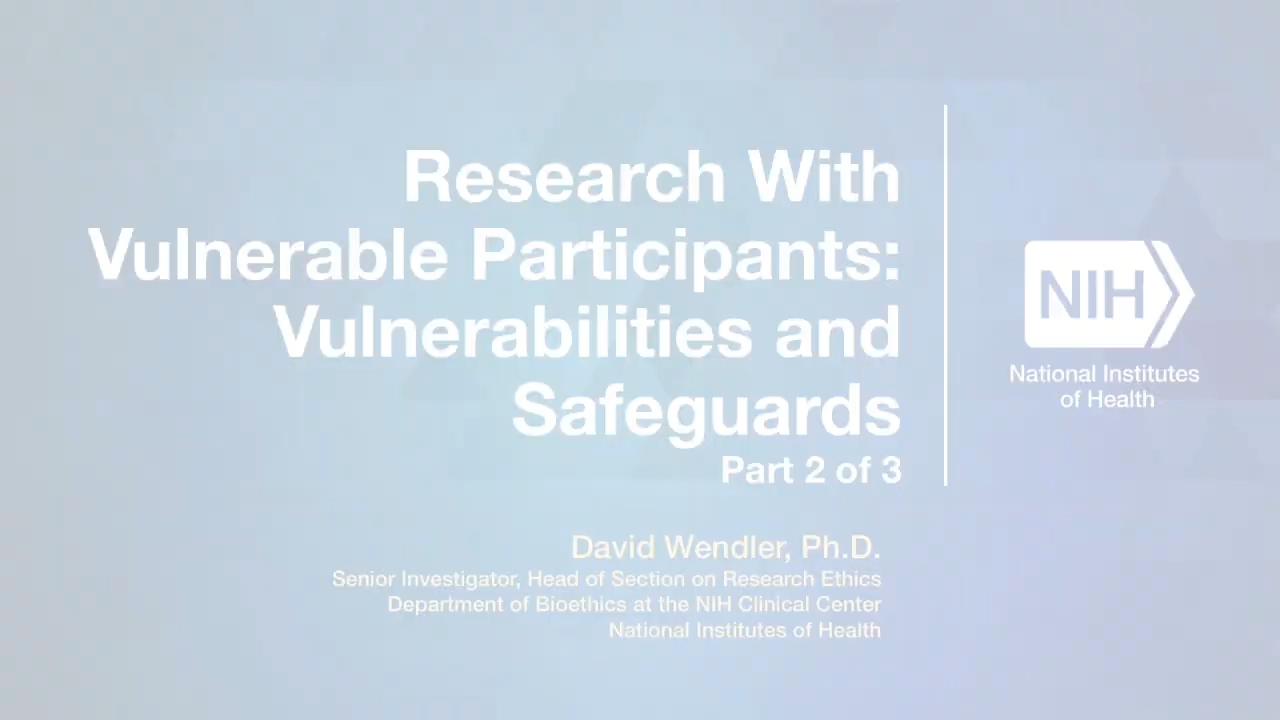 Research With
Vulnerable Participants:
Vulnerabilities and
Safeguards
Part 2 of 3
David Wendler, Ph.D.
Senior Investigator, Head of Section on Research Ethics
Department of Bioethics at the NIH Clinical Center
National Institutes of Health
NIH
National Institutes
of Health